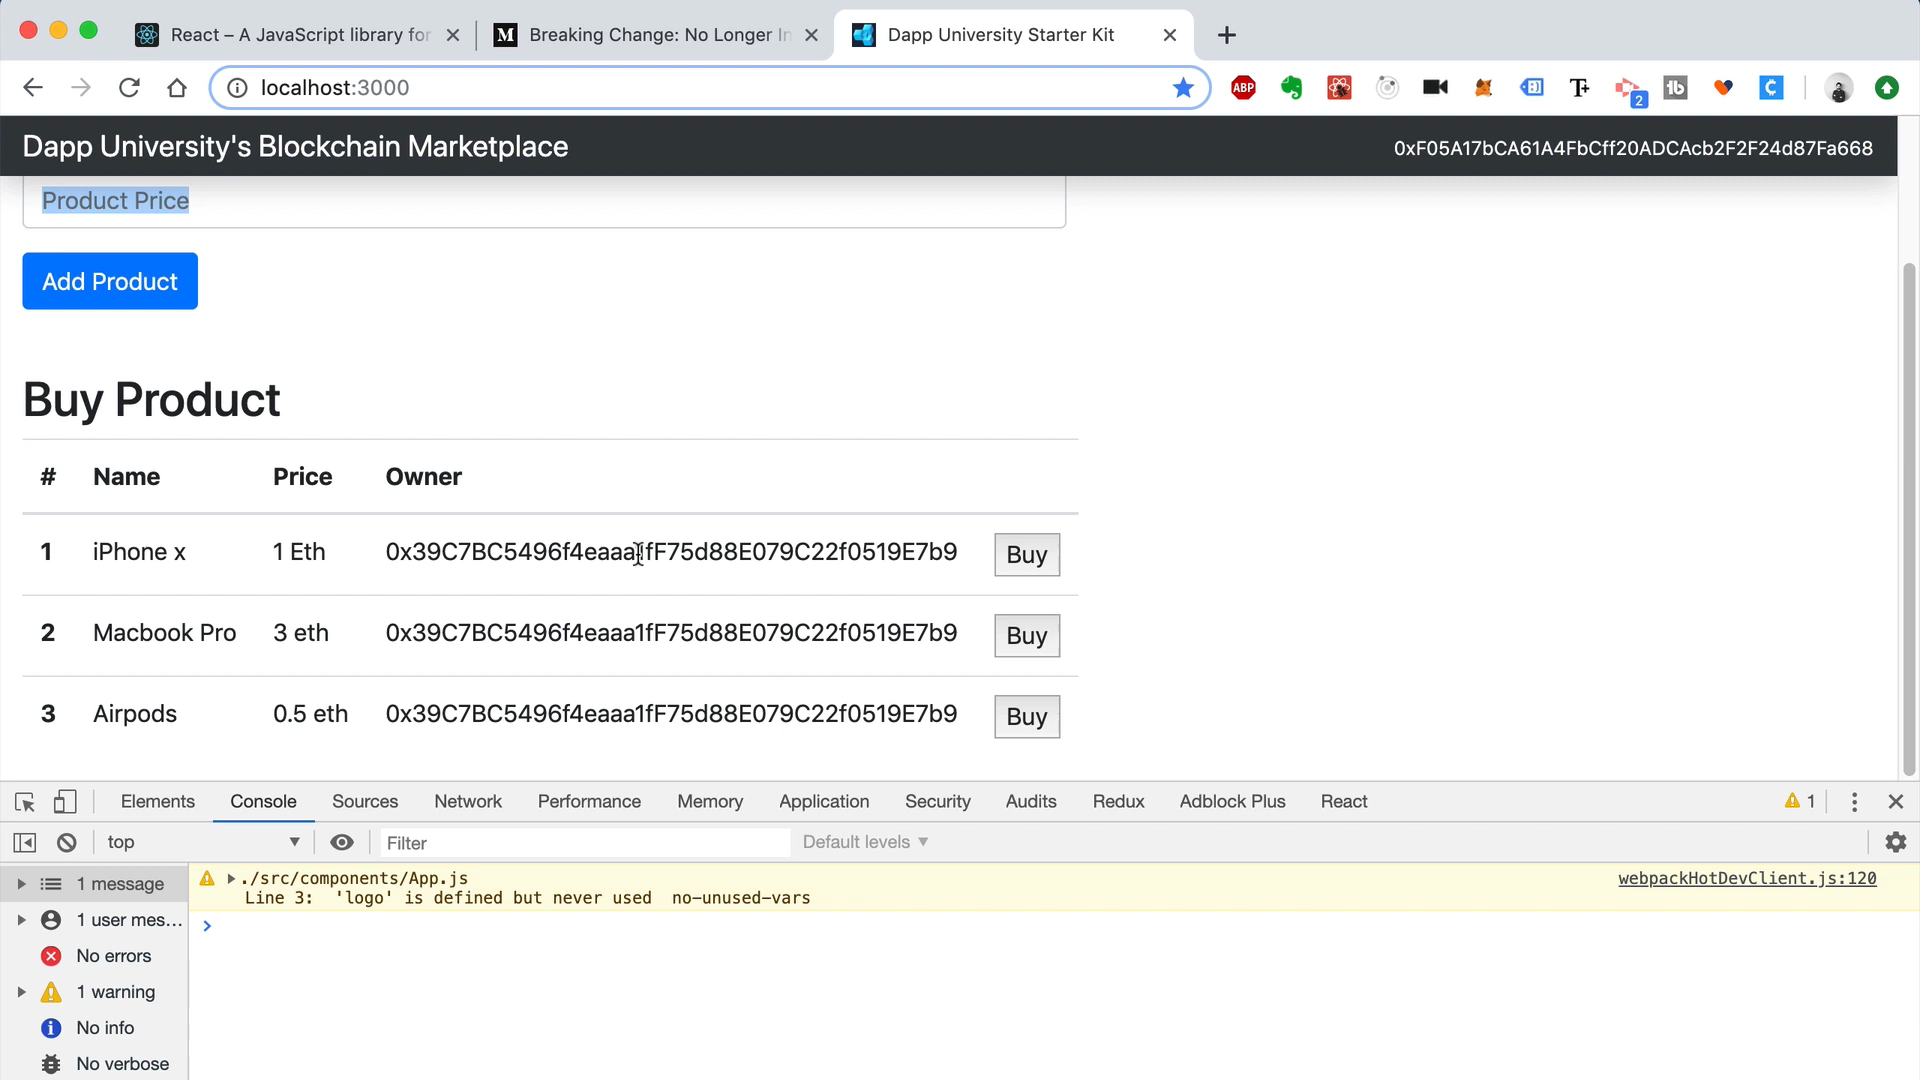 React – A JavaScript library for
M Breaking Change: No Longer In
Dapp University Starter Kit
localhost:3000
ABP
2
Dapp University's Blockchain Marketplace
0xF05A17bCA61A4FbCff20ADCAcb2F2F24d87Fa668
Product Price
Add Product
Buy Product
# Name Price Owner
1 iPhone x 1 Eth 0x39C7BC5496f4eaaa1fF75d88E079C22f0519E7b9 Buy
2 Macbook Pro 3 eth 0x39C7BC5496f4eaaa1fF75d88E079C22f0519E7b9 Buy
3 Airpods 0.5 eth 0x39C7BC5496f4eaaa1fF75d88E079C22f0519E7b9 Buy
Elements Console Sources Network Performance Memory Application Security Audits Redux Adblock Plus React 1
top Filter Default levels
1 message
./src/components/App.js webpackHotDevClient.js:120
Line 3: 'logo' is defined but never used no-unused-vars
1 user mes...
No errors
1 warning
No info
No verbose